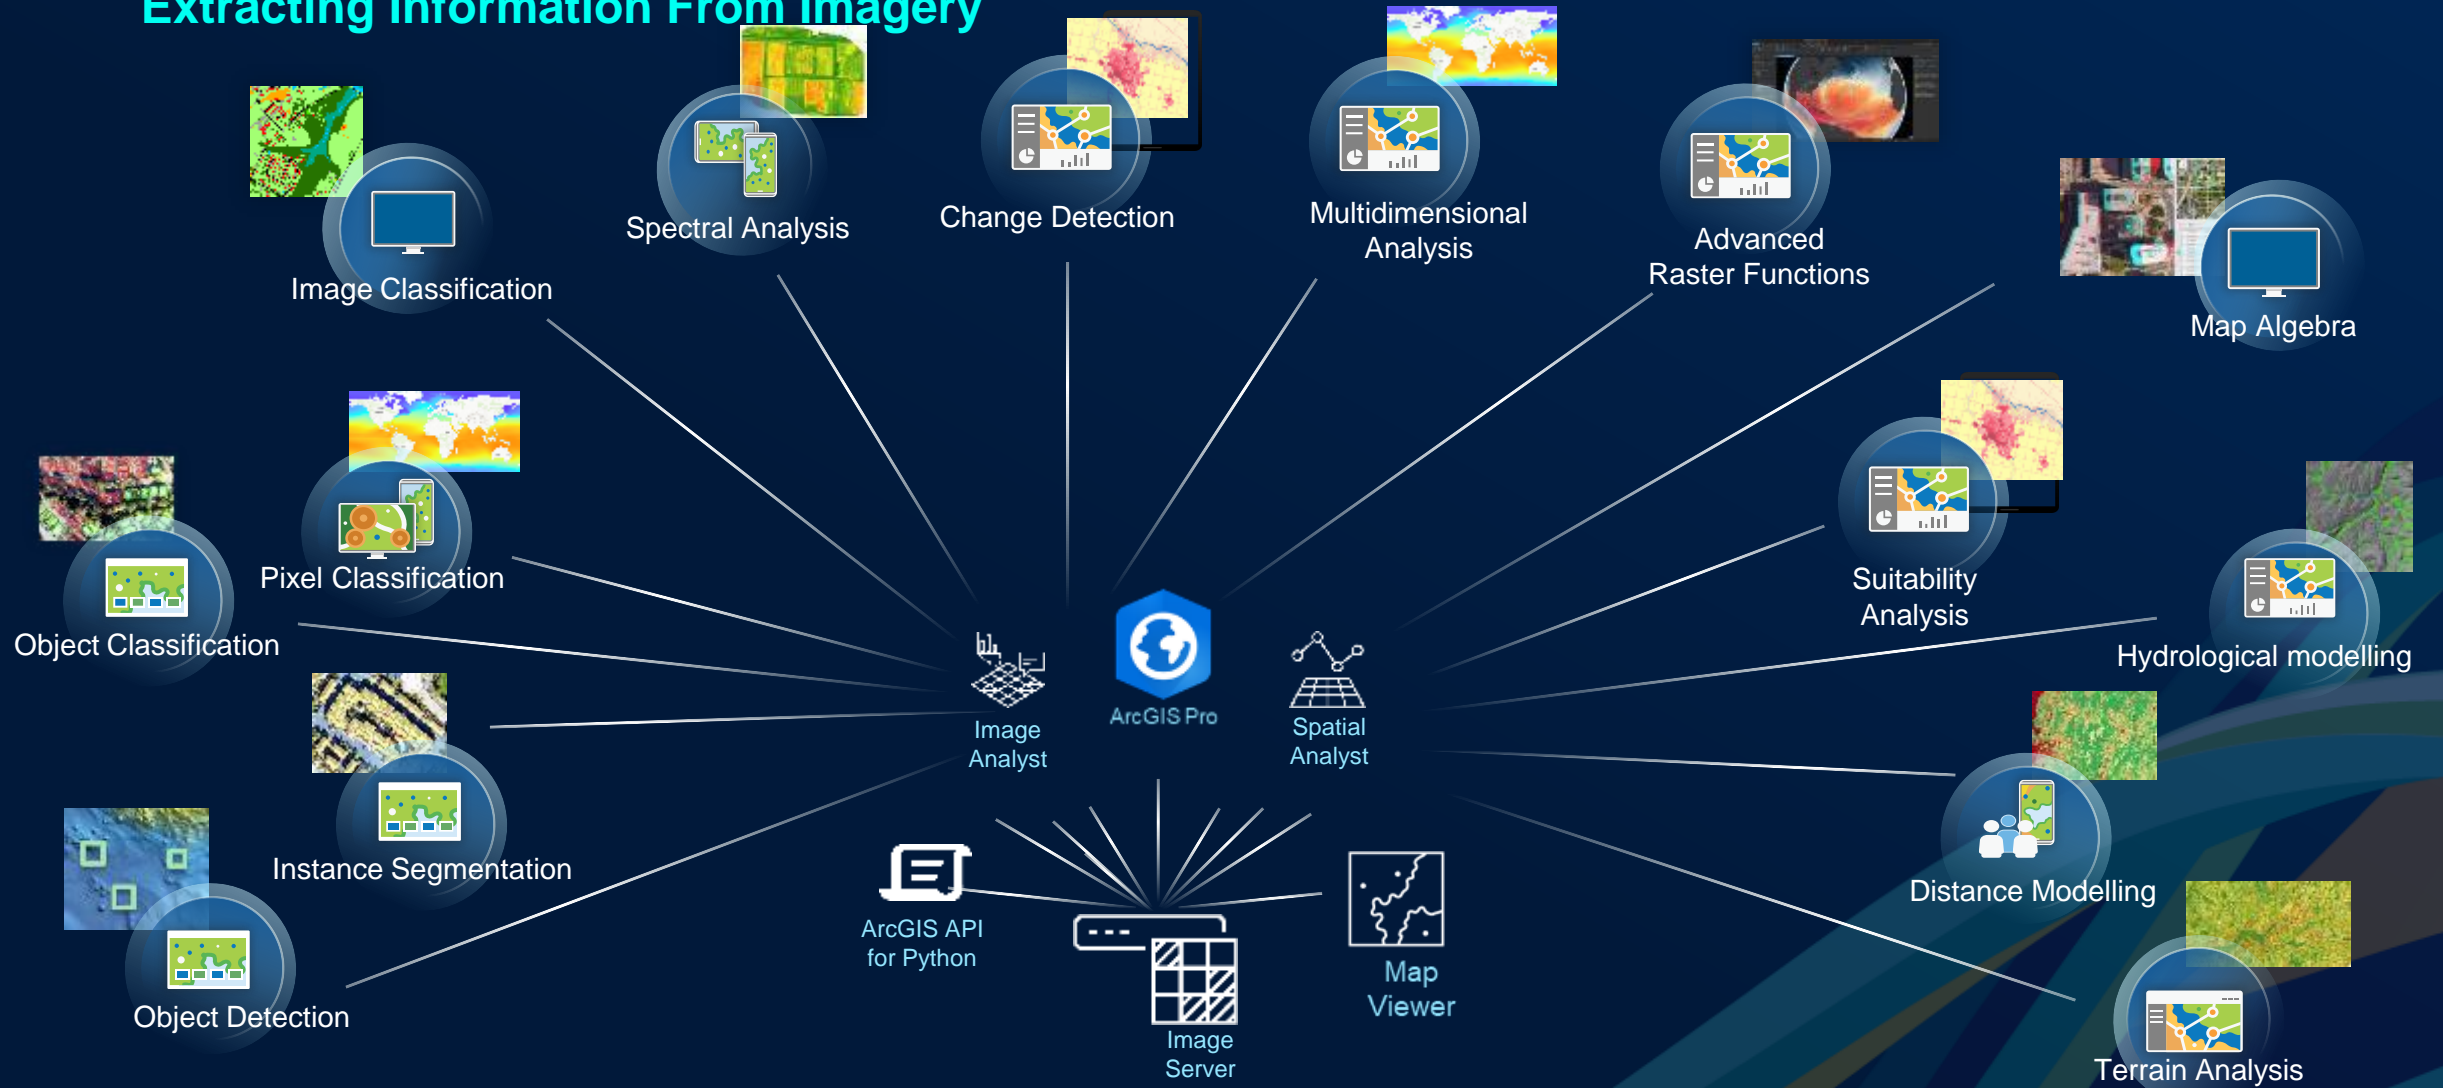 Extracting Information From Imagery
Image Classification
Spectral Analysis
Change Detection
Multidimensional
Analysis
Advanced
Raster Functions
Map Algebra
Object Classification
Pixel Classification
Suitability
Analysis
Hydrological modelling
Instance Segmentation
Object Detection
Image
Analyst
ArcGIS Pro
Spatial
Analyst
Distance Modelling
Terrain Analysis
ArcGIS API
for Python
Image
Server
Map
Viewer